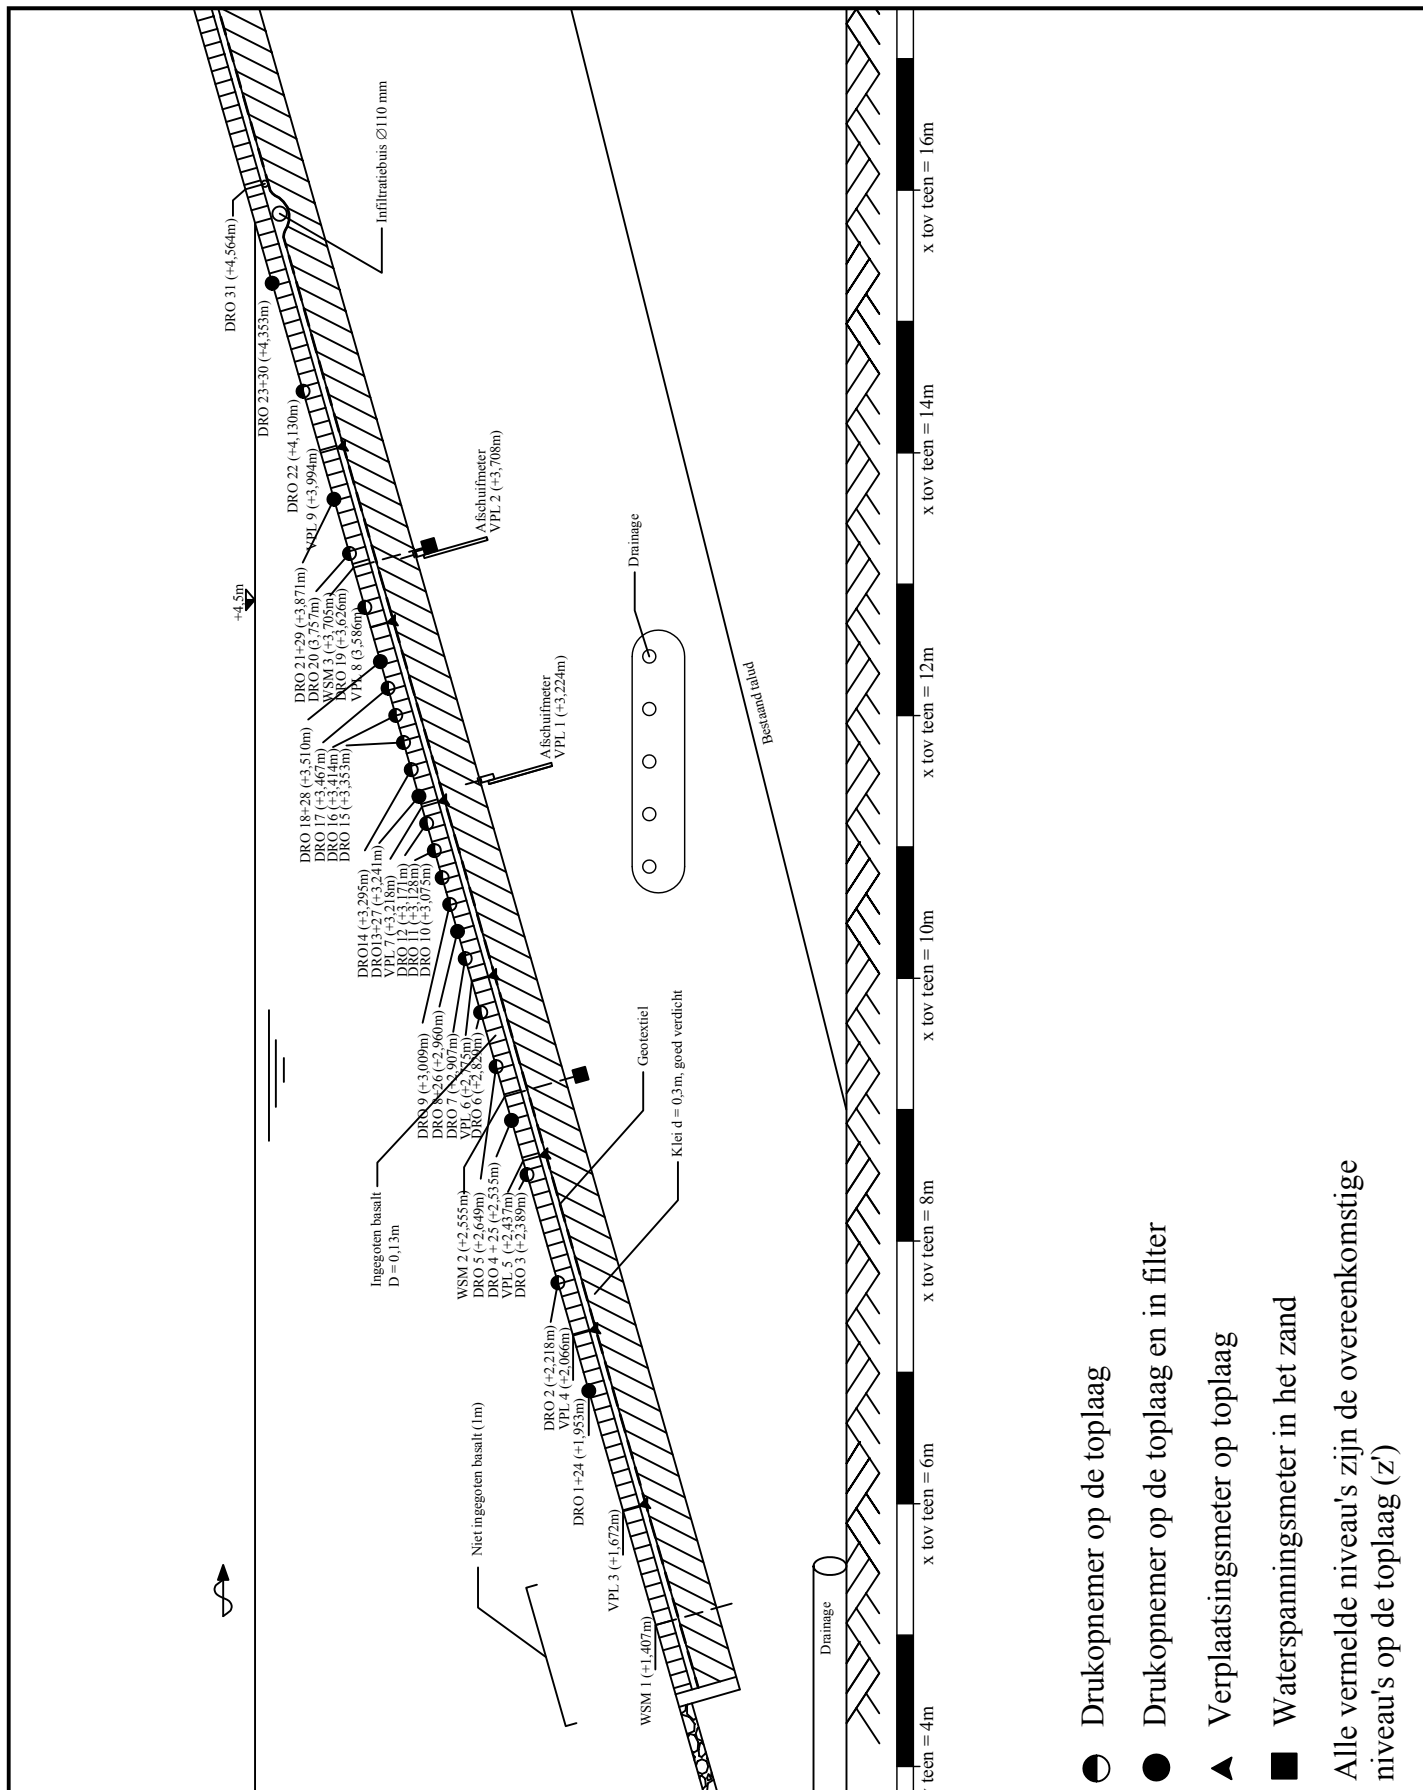 DRO 31 (+4,564m)
DRO 23+30 (+4,353m)
DRO 22 (+4,130m)
VPL 9 (+3,994m)
Infiltratiebuis ∅110 mm
+4,5m
DRO 21+29 (+3,871m)
DRO 20 (3,757m)
WSM 3 (+3,705m)
DRO 19 (+3,626m)
VPL 8 (3,586m)
Afschuifmeter
VPL 2 (+3,708m)
DRO 18+28 (+3,510m)
DRO 17 (+3,467m)
DRO 16 (+3,414m)
DRO 15 (+3,353m)
Afschuifmeter
VPL 1 (+3,224m)
Drainage
Bestaand talud
DRO14 (+3,295m)
DRO13+27 (+3,241m)
VPL 7 (+3,218m)
DRO 12 (+3,171m)
DRO 11 (+3,128m)
DRO 10 (+3,075m)
DRO 9 (+3,009m)
DRO 8+26 (+2,960m)
DRO 7 (+2,907m)
VPL 6 (+2,775m)
DRO 6 (+2,829m)
Ingegoten basalt
D = 0,13m
WSM 2 (+2,555m)
DRO 5 (+2,649m)
DRO 4 + 25 (+2,535m)
VPL 5 (+2,437m)
DRO 3 (+2,389m)
Geotextiel
Klei d = 0,3m, goed verdicht
DRO 2 (+2,218m)
VPL 4 (+2,066m)
DRO 1+24 (+1,953m)
Niet ingegoten basalt (1m)
VPL 3 (+1,672m)
WSM 1 (+1,407m)
Drainage
teen = 4m
x tov teen = 6m
x tov teen = 8m
x tov teen = 10m
x tov teen = 12m
x tov teen = 14m
x tov teen = 16m
Drukopnemer op de toplaag
Drukopnemer op de toplaag en in filter
Verplaatsingsmeter op toplaag
Waterspanningsmeter in het zand
Alle vermelde niveau's zijn de overeenkomstige
niveau's op de toplaag (z')